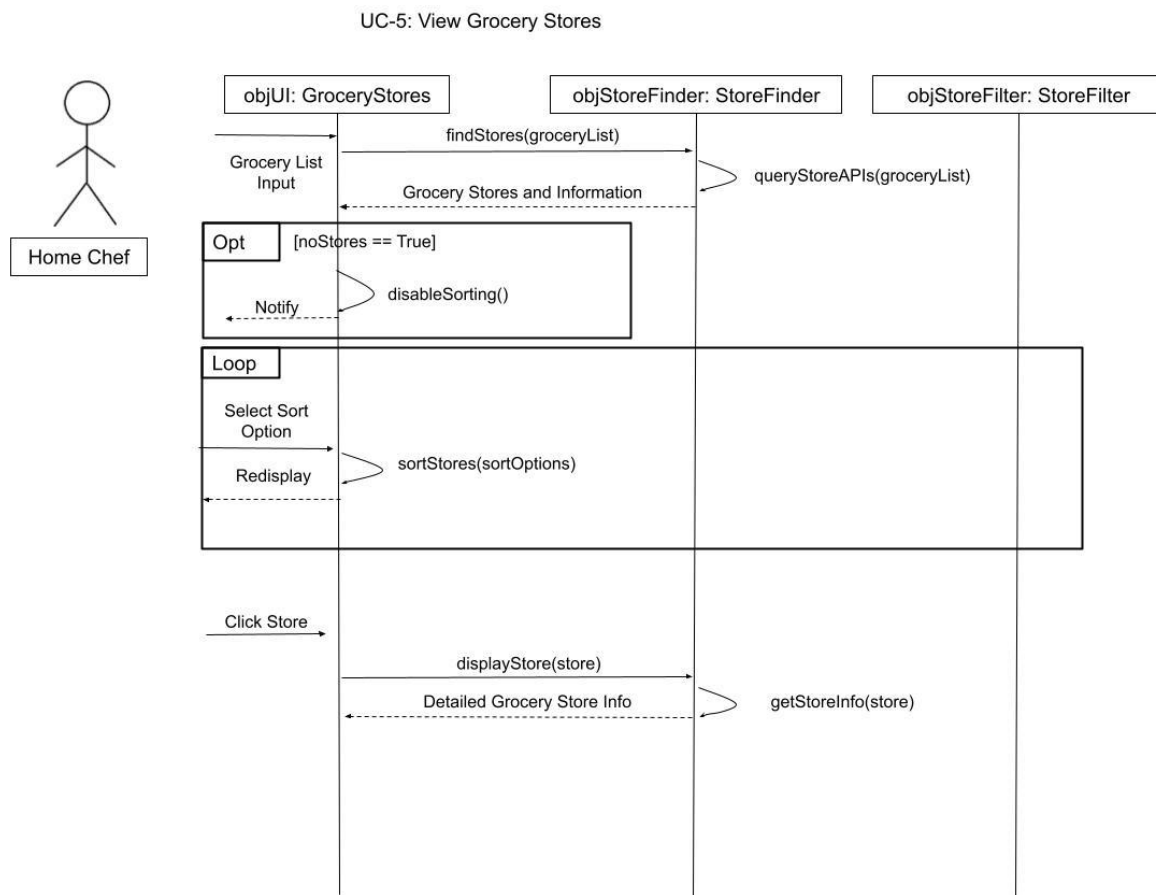 UC-5: View Grocery Stores
objUI: GroceryStores
objStoreFinder: StoreFinder
objStoreFilter: StoreFilter
findStores(groceryList)
Grocery List
Input
queryStoreAPIs(groceryList)
Grocery Stores and Information
Home Chef
Opt
[noStores == True]
disableSorting()
Notify
Loop
Select Sort
Option
sortStores(sortOptions)
Redisplay
Click Store
displayStore(store)
Detailed Grocery Store Info
getStoreInfo(store)